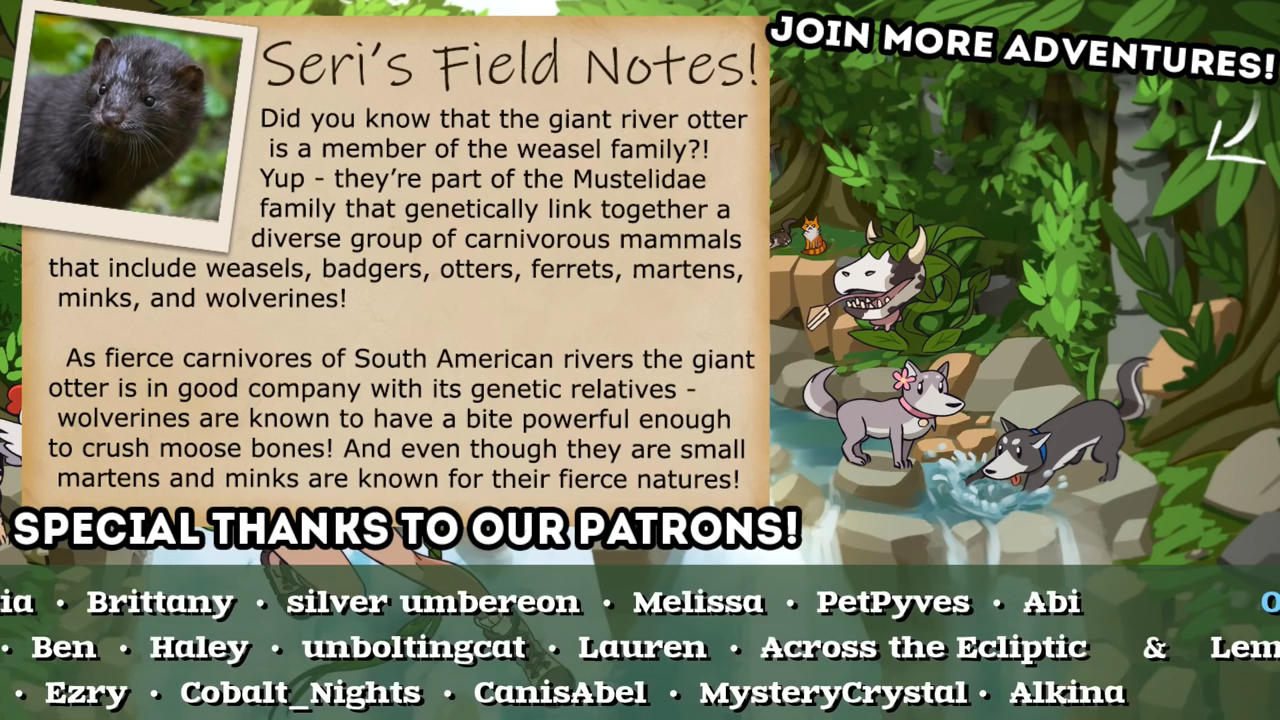 Seri's Field Notes!
JOIN MORE ADVENTURES!
Did you know that the giant river otter
is a member of the weasel family?!
Yup - they're part of the Mustelidae
family that genetically link together a
diverse group of carnivorous mammals
that include weasels, badgers, otters, ferrets, martens,
minks, and wolverines!
As fierce carnivores of South American rivers the giant
otter is in good company with its genetic relatives -
wolverines are known to have a bite powerful enough
to crush moose bones! And even though they are small
martens and minks are known for their fierce natures!
SPECIAL THANKS TO OUR PATRONS!
ia · Brittany · silver umbereon · Melissa · PetPyves · Abi
· Ben · Haley · unboltingcat · Lauren · Across the Ecliptic & Lem
· Ezry · Cobalt_Nights · CanisAbel · MysteryCrystal · Alkina